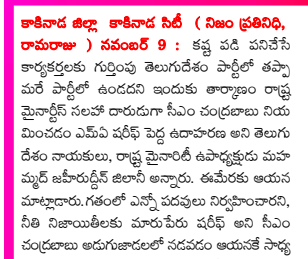 కాకినాడ జిల్లా కాకినాడ సిటీ ( నిజం ప్రతినిధి,
రామరాజు ) నవంబర్ 9 : కష్ట పడి పనిచేసే
కార్యకర్తలకు గుర్తింపు తెలుగుదేశం పార్టీలో తప్పా
మరే పార్టీలో ఉండదని ఇందుకు తార్కాణం రాష్ట్ర
మైనార్టీస్ సలహా దారుడుగా సీఎం చంద్రబాబు నియ
మించడం ఎమ్ఏ షరీఫ్ పెద్ద ఉదాహరణ అని తెలుగు
దేశం నాయకులు, రాష్ట్ర మైనారిటీ ఉపాధ్యక్షుడు మహ
మ్మద్ జహీరుద్దీన్ జిలానీ అన్నారు. ఈమేరకు ఆయన
మాట్లాడారు.గతంలో ఎన్నో పదవులు నిర్వహించారని,
నీతి నిజాయితీలకు మారుపేరు షరీఫ్ అని సీఎం
చంద్రబాబు అడుగుజాడలలో నడవడం ఆయనకే సాధ్య